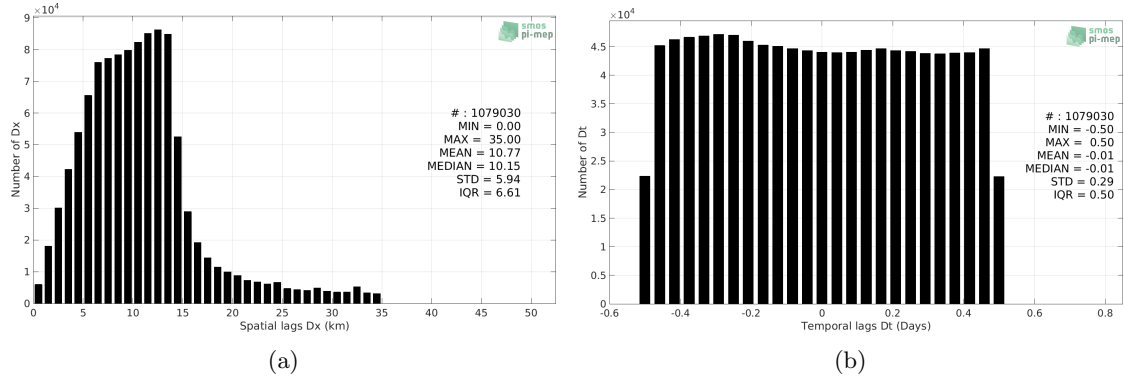 ×10⁴
9
8
7
6
5
4
3
2
1
0
Number of Dx
smos
pi-mep
# : 1079030
MIN = 0.00
MAX = 35.00
MEAN = 10.77
MEDIAN = 10.15
STD = 5.94
IQR = 6.61
0 5 10 15 20 25 30 35 40 45 50
Spatial lags Dx (km)
(a)
×10⁴
4.5
4
3.5
3
2.5
2
1.5
1
0.5
0
Number of Dt
smos
pi-mep
# : 1079030
MIN = -0.50
MAX = 0.50
MEAN = -0.01
MEDIAN = -0.01
STD = 0.29
IQR = 0.50
-0.6 -0.4 -0.2 0 0.2 0.4 0.6 0.8
Temporal lags Dt (Days)
(b)